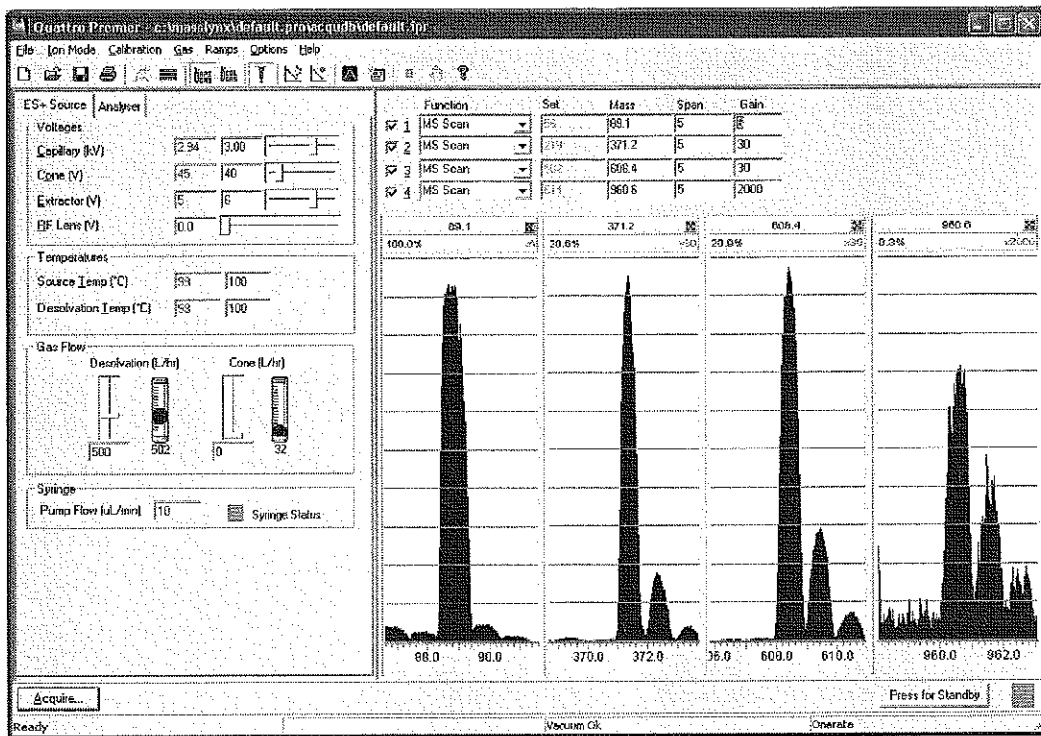 Quattro Premier - c:\masslynx\default.pro\acqudb\default.ipr
File Ion Mode Calibration Gas Ramps Options Help
ES+ Source Analyser
Voltages
Capillary (kV) 2.94 3.00
Cone (V) 45 40
Extractor (V) 5 6
RF Lens (V) 0.0
Temperatures
Source Temp (°C) 99 100
Desolvation Temp (°C) 99 100
Gas Flow
Desolvation (L/hr) Cone (L/hr)
500 502 0 32
Syringe
Pump Flow (uL/min) 10 Syringe Status
Function Set Mass Span Gain
1 MS Scan 89.1 5
2 MS Scan 371.2 5 30
3 MS Scan 608.4 5 30
4 MS Scan 960.6 5 2000
89.1 371.2 608.4 960.6
100.0% 20.6% 20.9% 0.3% x2000
88.0 90.0 370.0 372.0 608.0 610.0 960.0 962.0
Acquire... Press for Standby
Ready Vacuum Ok Operate